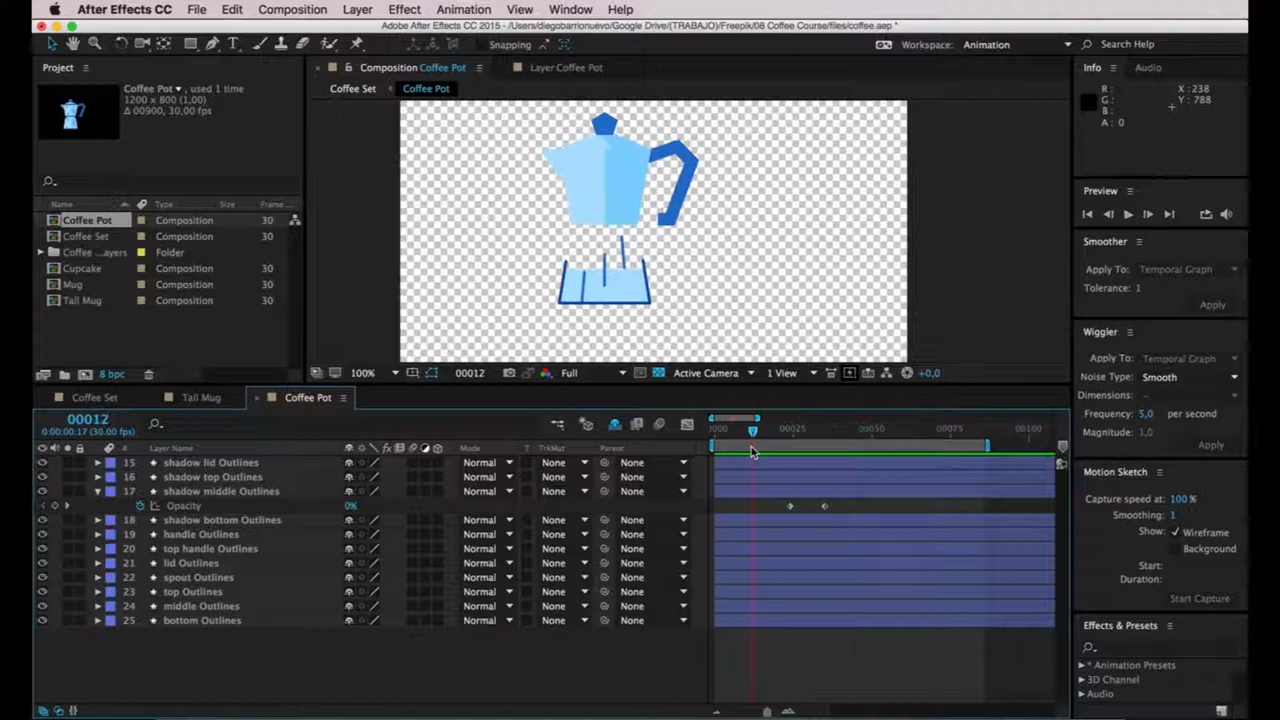 After Effects CC File Edit Composition Layer Effect Animation View Window Help
Adobe After Effects CC 2015 - /Users/diegobarrionuevo/Google Drive/(TRABAJO)/Freepik/08 Coffee Course/files/coffee.aep *
Snapping Workspace: Animation Search Help
Project
Composition Coffee Pot Layer Coffee Pot
Coffee Set Coffee Pot
Coffee Pot , used 1 time
1200 x 800 (1,00)
Δ 00900, 30,00 fps
Name Type Size Frame...
Coffee Pot Composition 30
Coffee Set Composition 30
Coffee ...ayers Folder
Cupcake Composition 30
Mug Composition 30
Tall Mug Composition 30
8 bpc
100% 00012 Full Active Camera 1 View +0,0
Info Audio
R: X: 238
G: Y: 788
B:
A: 0
Preview
Smoother
Apply To: Temporal Graph
Tolerance: 1
Apply
Wiggler
Apply To: Temporal Graph
Noise Type: Smooth
Dimensions: -
Frequency: 5,0 per second
Magnitude: 1,0
Apply
Motion Sketch
Capture speed at: 100 %
Smoothing: 1
Show: Wireframe
Background
Start:
Duration:
Start Capture
Effects & Presets
* Animation Presets
3D Channel
Audio
Coffee Set Tall Mug Coffee Pot
00012
0:00:00:17 (30.00 fps)
0000 00025 00050 00075 00100
# Layer Name fx Mode T TrkMat Parent
15 shadow lid Outlines Normal None None
16 shadow top Outlines Normal None None
17 shadow middle Outlines Normal None None
Opacity 0%
18 shadow bottom Outlines Normal None None
19 handle Outlines Normal None None
20 top handle Outlines Normal None None
21 lid Outlines Normal None None
22 spout Outlines Normal None None
23 top Outlines Normal None None
24 middle Outlines Normal None None
25 bottom Outlines Normal None None